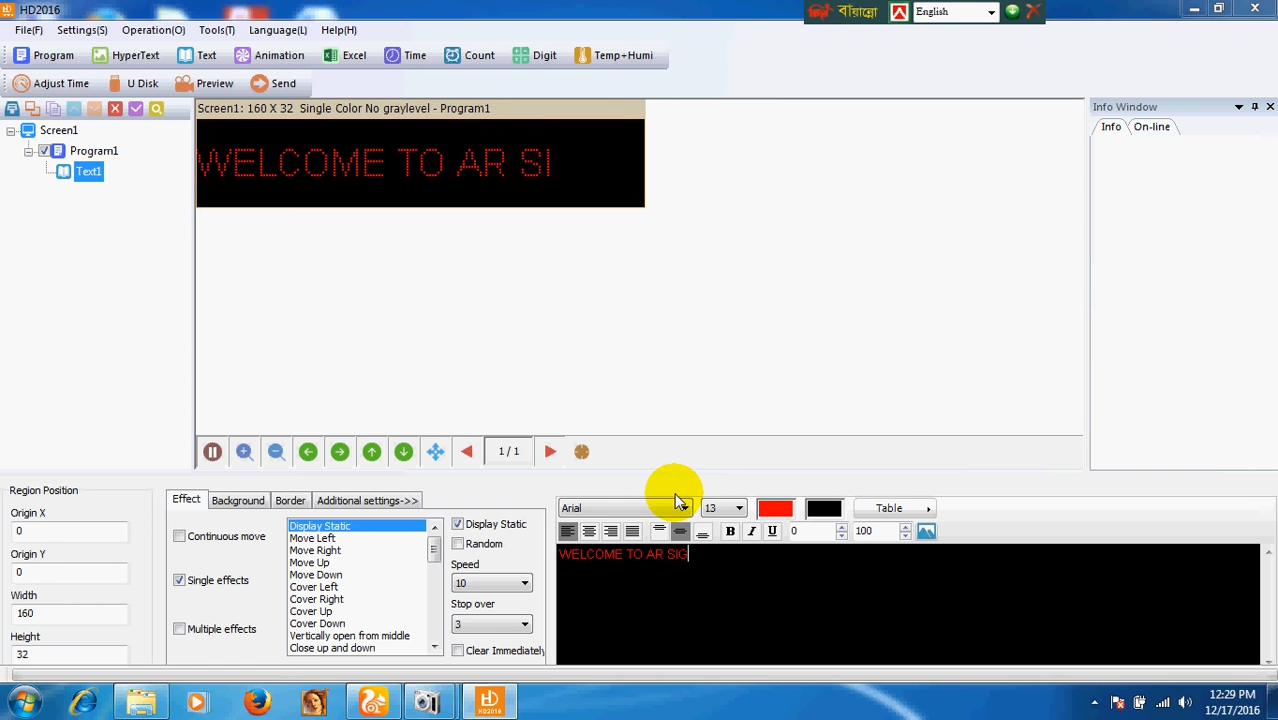 HD2016
বায়ান্নো English
File(F) Settings(S) Operation(O) Tools(T) Language(L) Help(H)
Program HyperText Text Animation Excel Time Count Digit Temp+Humi
Adjust Time U Disk Preview Send
Screen1
Program1
Text1
Screen1: 160 X 32 Single Color No graylevel - Program1
WELCOME TO AR SI
Info Window
Info On-line
1 / 1
Region Position
Origin X
0
Origin Y
0
Width
160
Height
32
Effect Background Border Additional settings->>
Continuous move
Single effects
Multiple effects
Display Static
Move Left
Move Right
Move Up
Move Down
Cover Left
Cover Right
Cover Up
Cover Down
Vertically open from middle
Close up and down
Display Static
Random
Speed
10
Stop over
3
Clear Immediately
Arial 13 Table
B I U 0 100
WELCOME TO AR SIG
HD2016
12:29 PM
12/17/2016